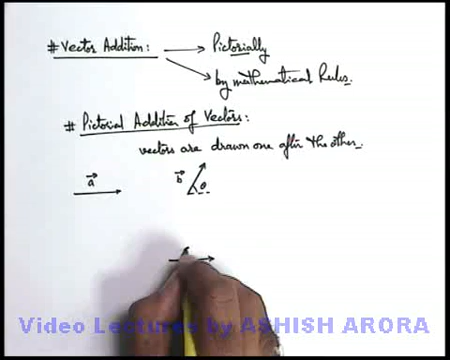 # Vector Addition: → Pictorially
→ by mathematical Rules.
# Pictorial Addition of Vectors:
vectors are drawn one after the other.
a⃗ b⃗ θ
Video Lectures by ASHISH ARORA